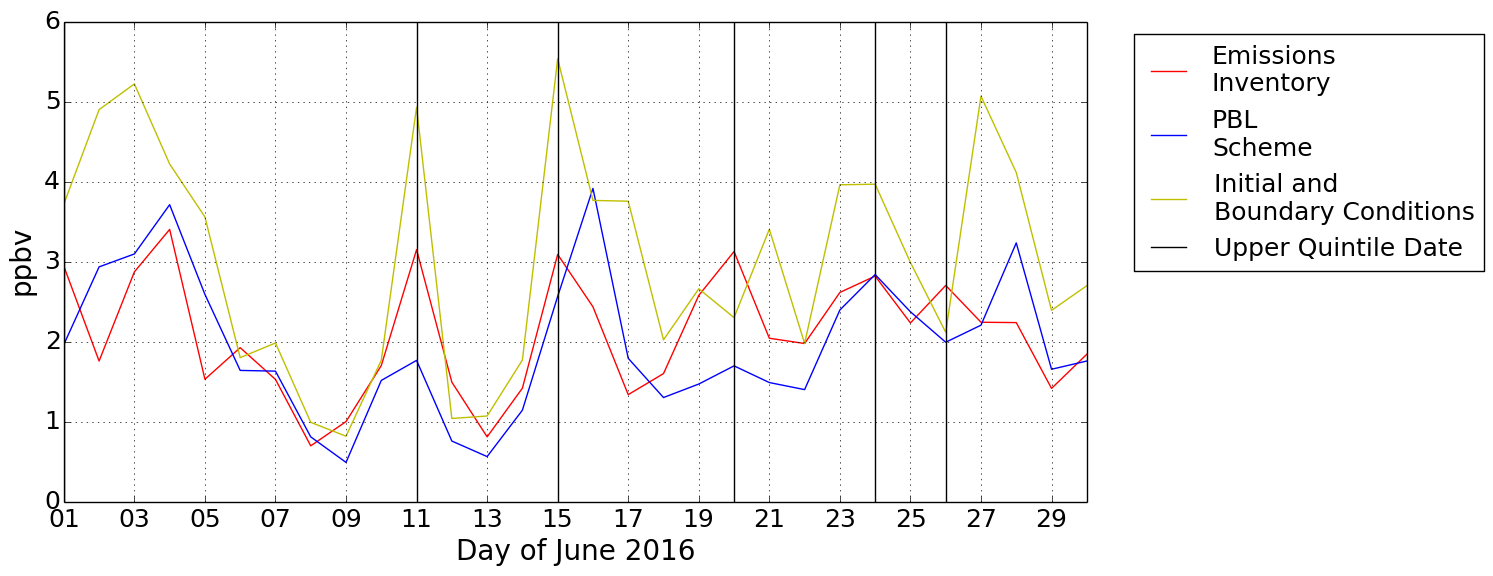 6
5
4
3
2
1
0
ppbv
01 03 05 07 09 11 13 15 17 19 21 23 25 27 29
Day of June 2016
Emissions
Inventory
PBL
Scheme
Initial and
Boundary Conditions
Upper Quintile Date